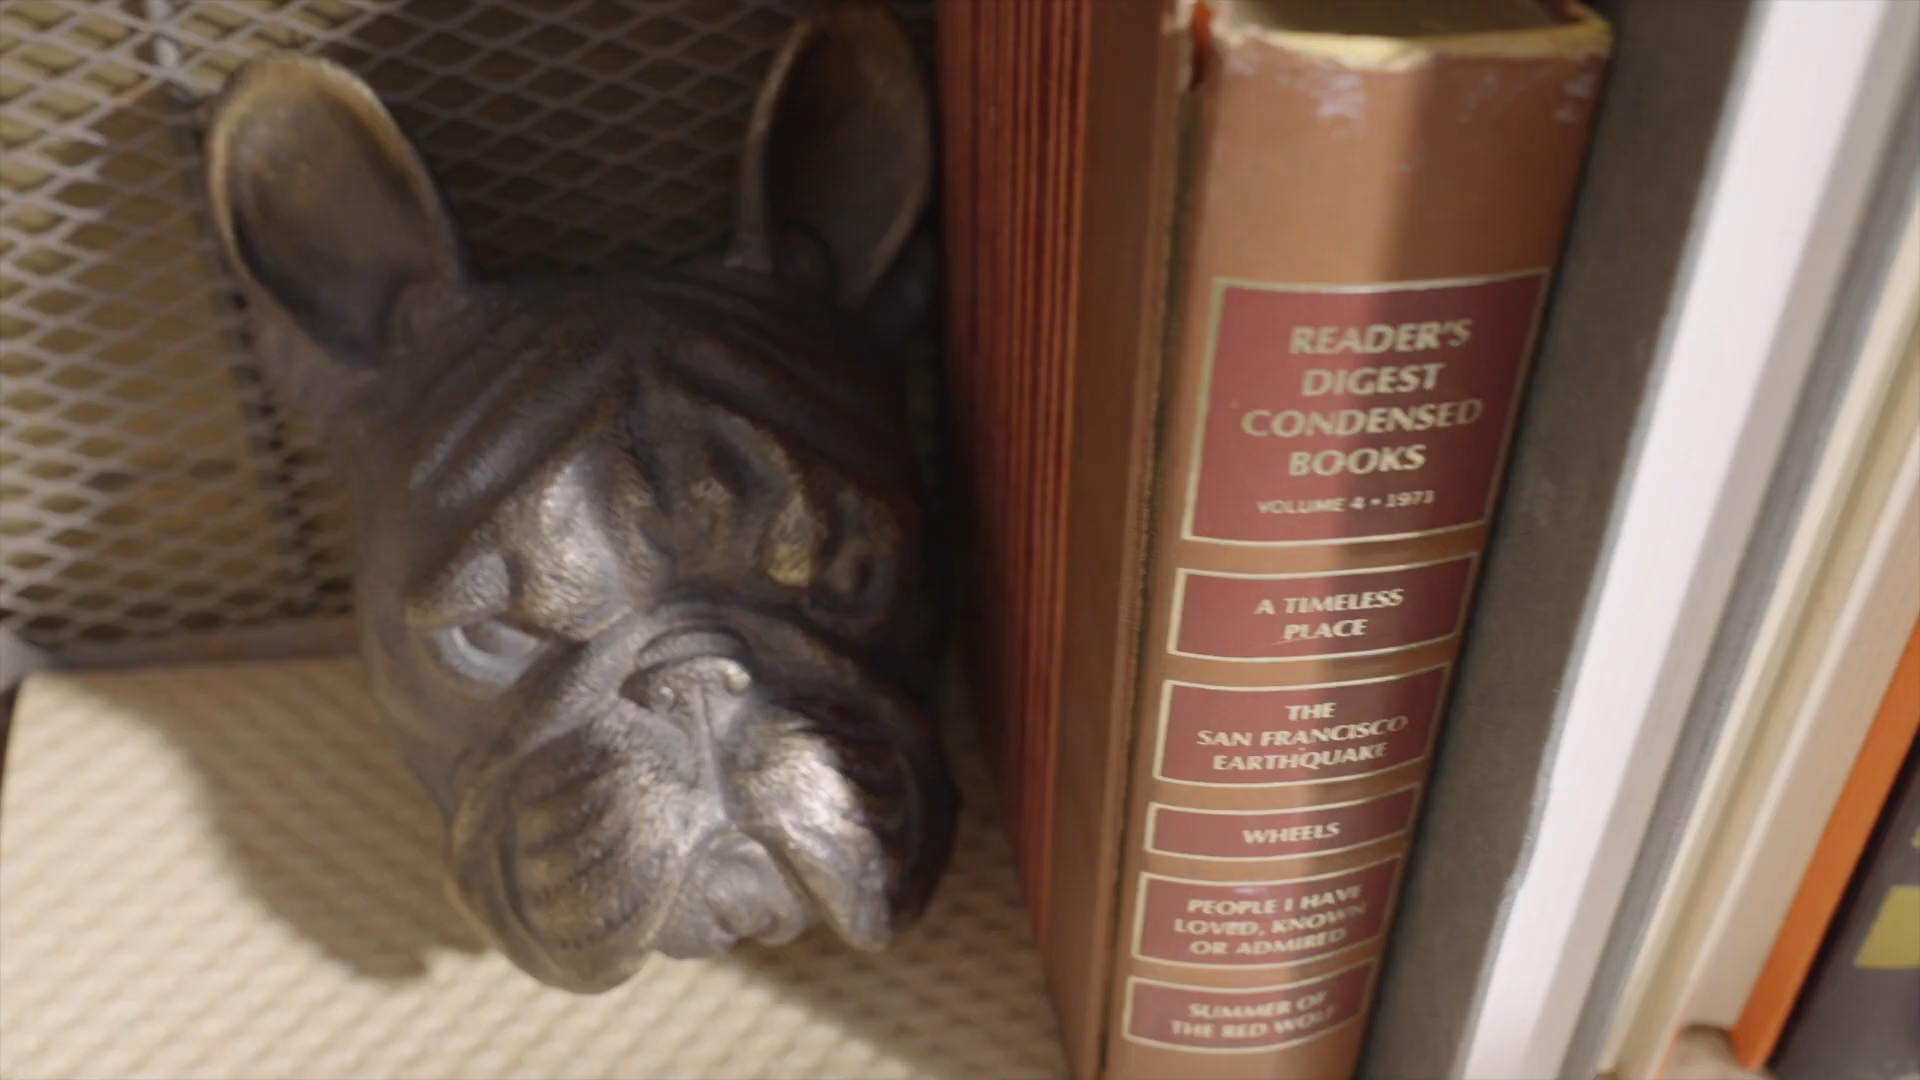 READER'S
DIGEST
CONDENSED
BOOKS
VOLUME 4 • 1971
A TIMELESS
PLACE
THE
SAN FRANCISCO
EARTHQUAKE
WHEELS
PEOPLE I HAVE
LOVED, KNOWN
OR ADMIRED
SUMMER OF
THE RED WOLF